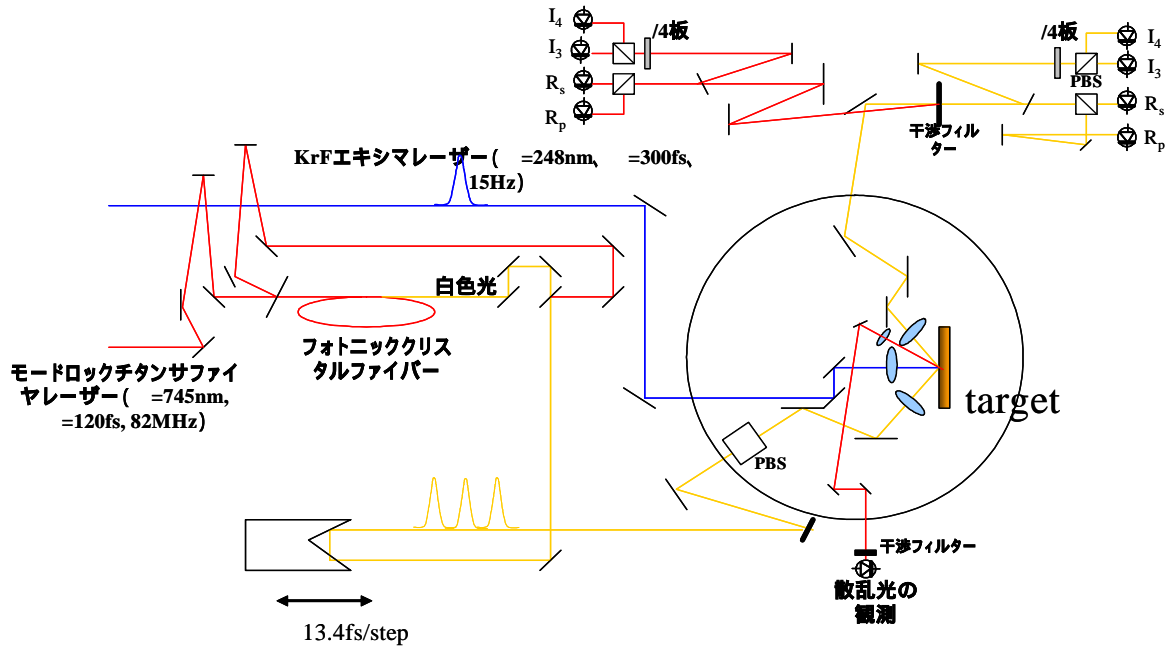 I4
/4板
I3
Rs
Rp
/4板
I4
I3
PBS
Rs
Rp
干渉フィル
ター
KrFエキシマレーザー( =248nm、 =300fs、
15Hz）
白色光
フォトニッククリス
タルファイバー
モードロックチタンサファイ
ヤレーザー( =745nm,
=120fs, 82MHz）
target
PBS
干渉フィルター
散乱光の
観測
13.4fs/step